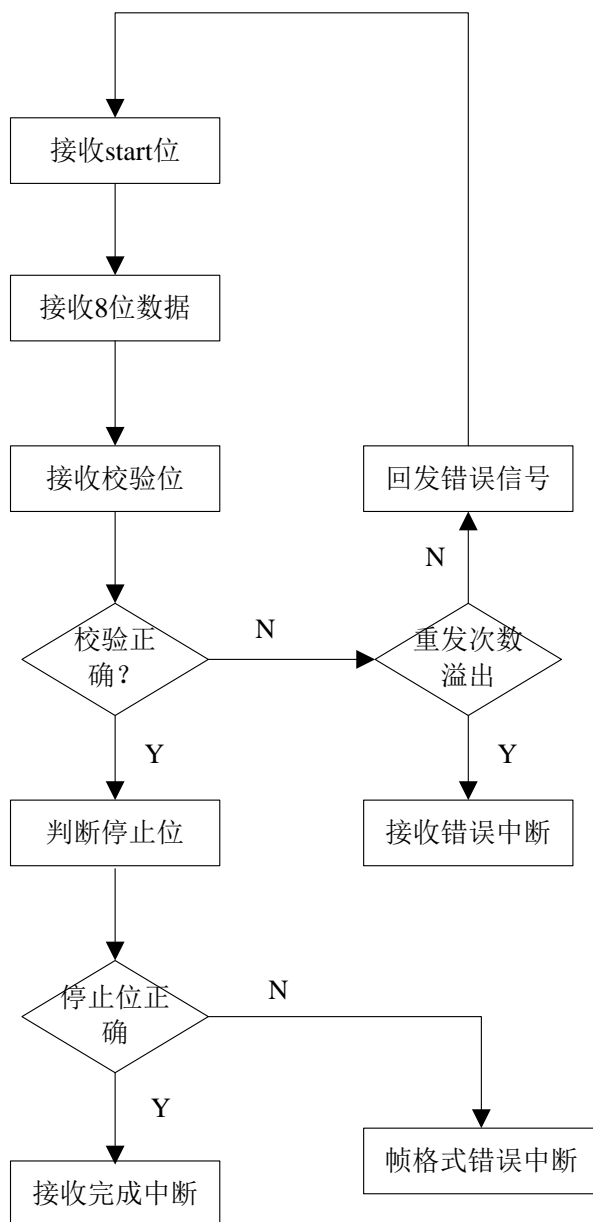 接收start位
接收8位数据
接收校验位
回发错误信号
N
校验正
确？
N
重发次数
溢出
Y
Y
判断停止位
接收错误中断
停止位正
确
N
Y
帧格式错误中断
接收完成中断